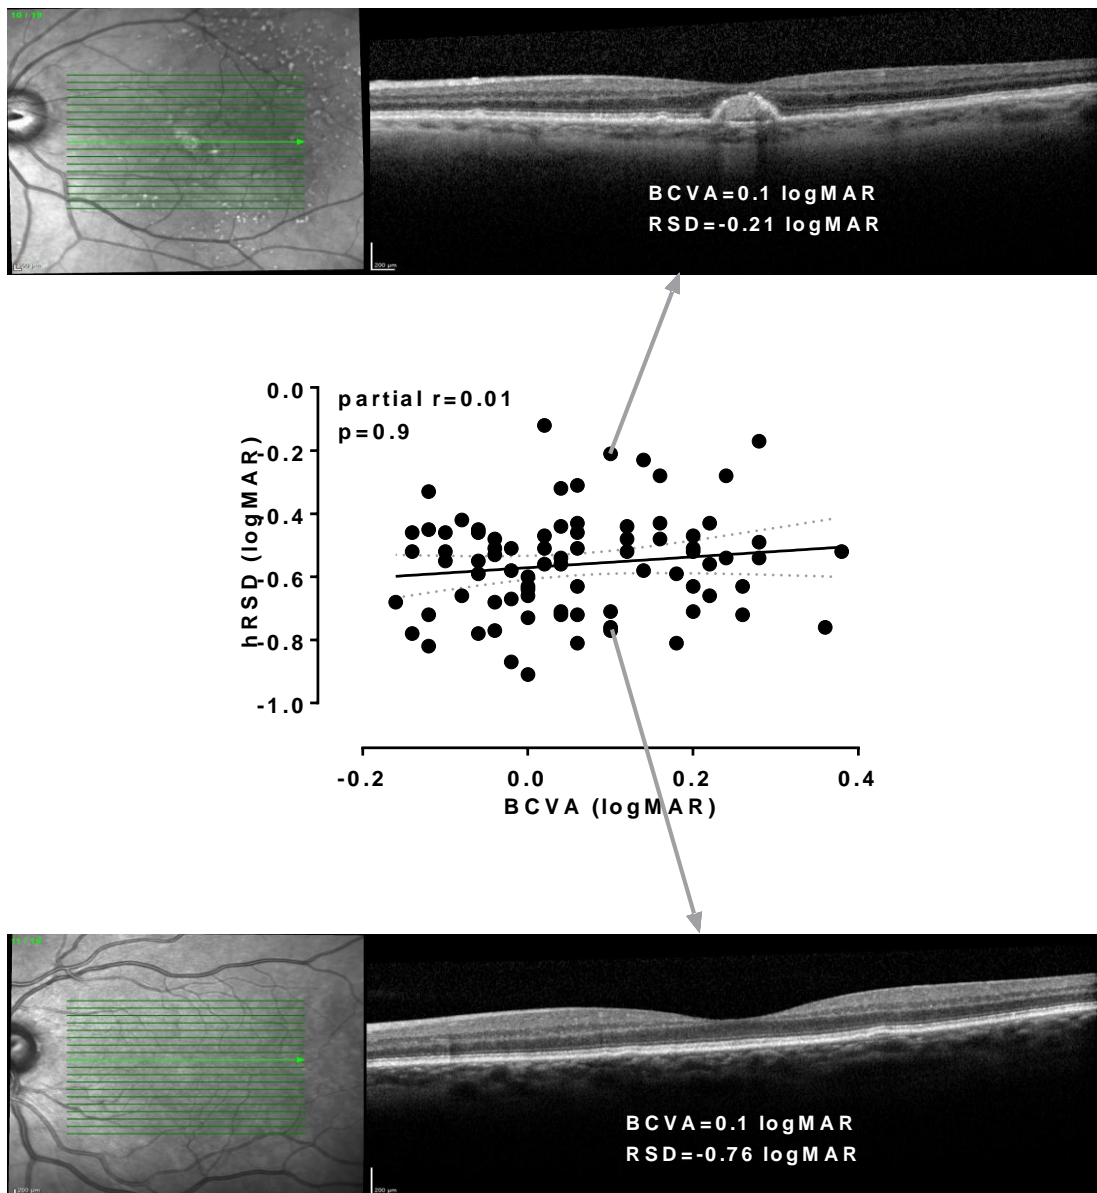 10 / 19
BCVA=0.1 logMAR
RSD=-0.21 logMAR
200 µm
partial r=0.01
p=0.9
hRSD (logMAR)
0.0
-0.2
-0.4
-0.6
-0.8
-1.0
-0.2 0.0 0.2 0.4
BCVA (logMAR)
BCVA=0.1 logMAR
RSD=-0.76 logMAR
200 µm
200 µm